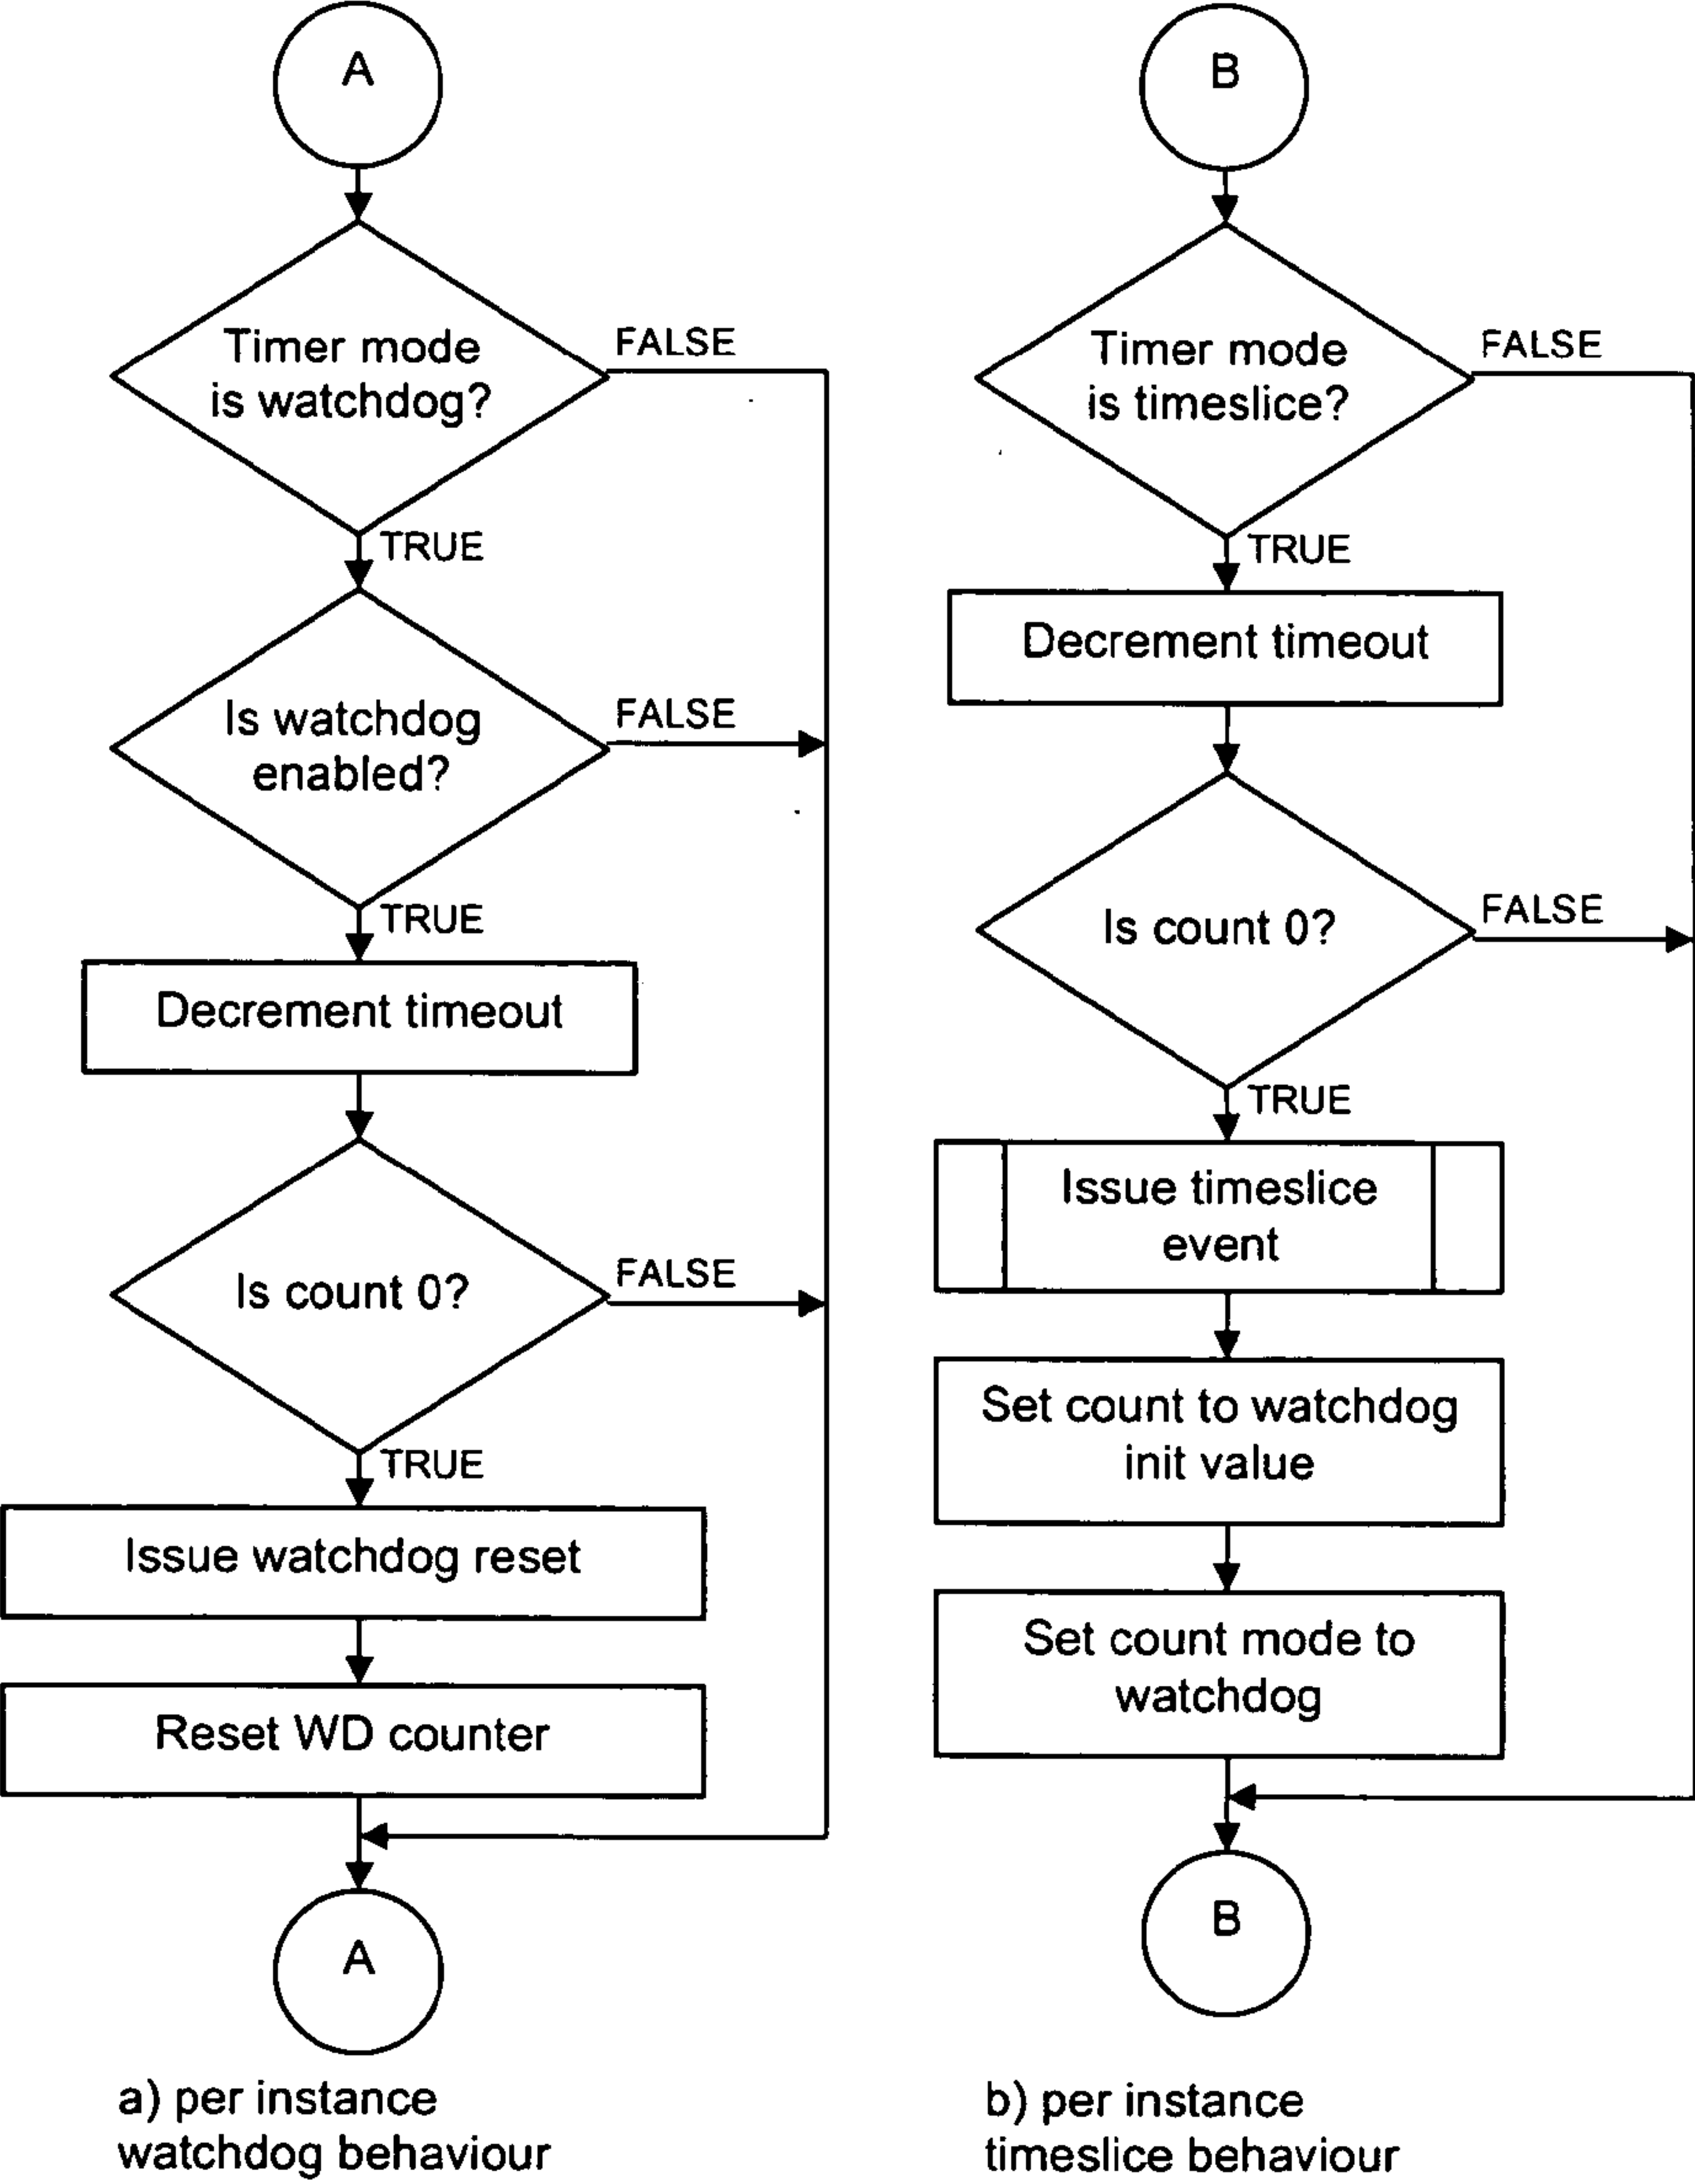 A
Timer mode
is watchdog?
FALSE
TRUE
Is watchdog
enabled?
FALSE
TRUE
Decrement timeout
Is count 0?
FALSE
TRUE
Issue watchdog reset
Reset WD counter
A
a) per instance
watchdog behaviour
B
Timer mode
is timeslice?
FALSE
TRUE
Decrement timeout
Is count 0?
FALSE
TRUE
Issue timeslice
event
Set count to watchdog
init value
Set count mode to
watchdog
B
b) per instance
timeslice behaviour